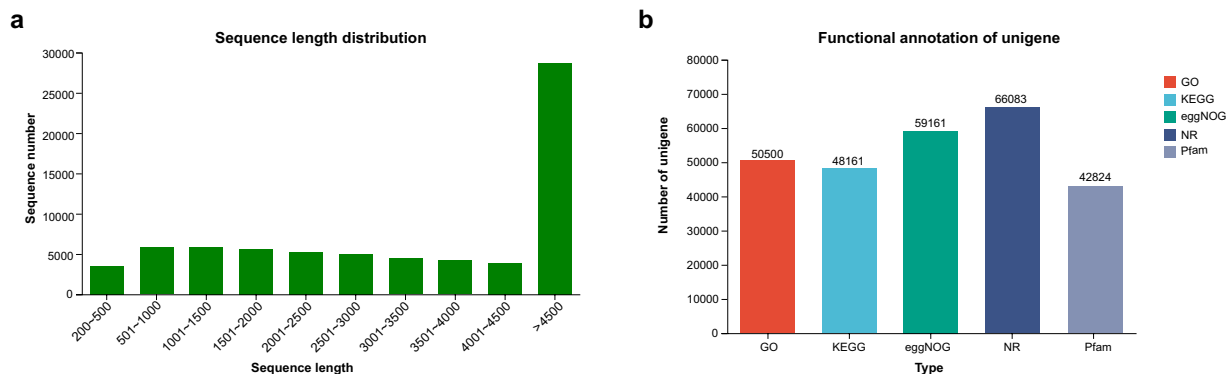 a
Sequence length distribution
Sequence number
30000
25000
20000
15000
10000
5000
0
200~500
501~1000
1001~1500
1501~2000
2001~2500
2501~3000
3001~3500
3501~4000
4001~4500
>4500
Sequence length
b
Functional annotation of unigene
Number of unigene
80000
70000
60000
50000
40000
30000
20000
10000
0
50500
48161
59161
66083
42824
GO
KEGG
eggNOG
NR
Pfam
Type
GO
KEGG
eggNOG
NR
Pfam